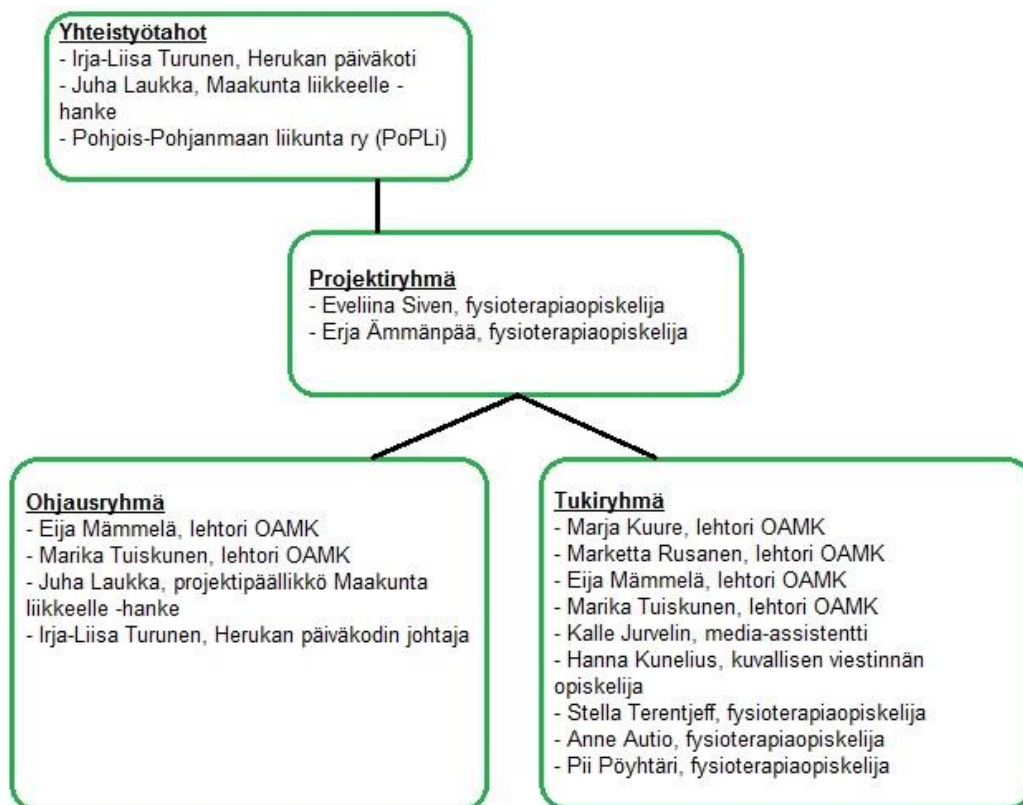 Yhteistyötahot
- Irja-Liisa Turunen, Herukan päiväkoti
- Juha Laukka, Maakunta liikkeelle -
hanke
- Pohjois-Pohjanmaan liikunta ry (PoPLi)
Projektiryhmä
- Eveliina Siven, fysioterapiaopiskelija
- Erja Ämmänpää, fysioterapiaopiskelija
Ohjausryhmä
- Eija Mämmelä, lehtori OAMK
- Marika Tuiskunen, lehtori OAMK
- Juha Laukka, projektipäällikkö Maakunta
liikkeelle -hanke
- Irja-Liisa Turunen, Herukan päiväkodin johtaja
Tukiryhmä
- Marja Kuure, lehtori OAMK
- Marketta Rusanen, lehtori OAMK
- Eija Mämmelä, lehtori OAMK
- Marika Tuiskunen, lehtori OAMK
- Kalle Jurvelin, media-assistentti
- Hanna Kunelius, kuvallisen viestinnän
opiskelija
- Stella Terentjeff, fysioterapiaopiskelija
- Anne Autio, fysioterapiaopiskelija
- Pii Pöyhtäri, fysioterapiaopiskelija